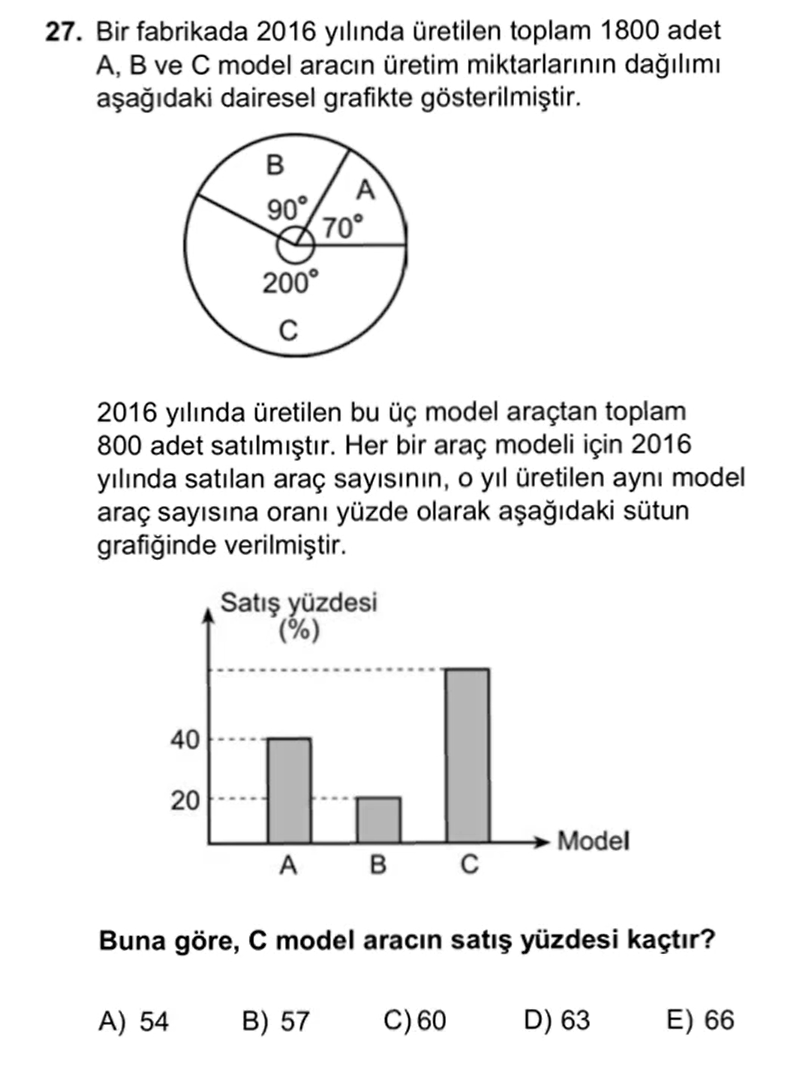 27. Bir fabrikada 2016 yılında üretilen toplam 1800 adet
A, B ve C model aracın üretim miktarlarının dağılımı
aşağıdaki dairesel grafikte gösterilmiştir.
B
A
90°
70°
200°
C
2016 yılında üretilen bu üç model araçtan toplam
800 adet satılmıştır. Her bir araç modeli için 2016
yılında satılan araç sayısının, o yıl üretilen aynı model
araç sayısına oranı yüzde olarak aşağıdaki sütun
grafiğinde verilmiştir.
Satış yüzdesi
(%)
40
20
Model
A B C
Buna göre, C model aracın satış yüzdesi kaçtır?
A) 54 B) 57 C) 60 D) 63 E) 66